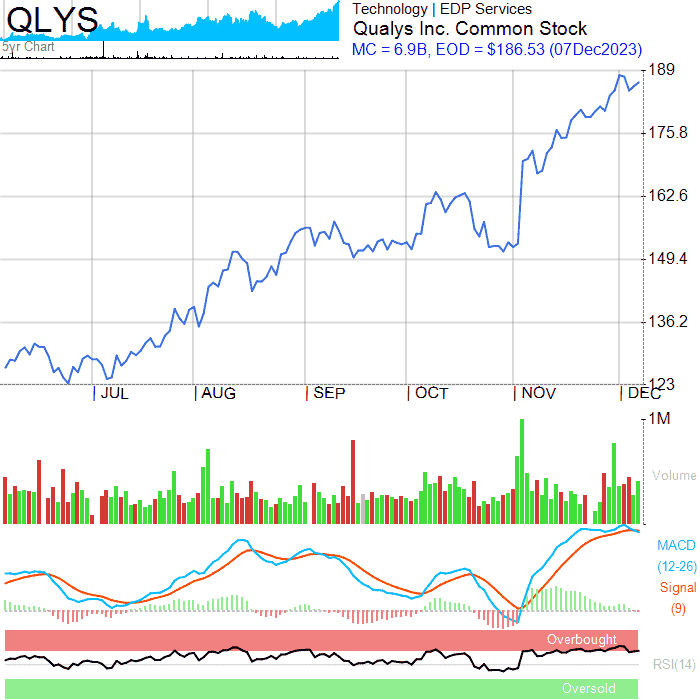 QLYS
5yr Chart
Technology | EDP Services
Qualys Inc. Common Stock
MC = 6.9B, EOD = $186.53 (07Dec2023)
189
175.8
162.6
149.4
136.2
123
JUL AUG SEP OCT NOV DEC
1M
Volume
MACD
(12-26)
Signal
(9)
Overbought
RSI(14)
Oversold